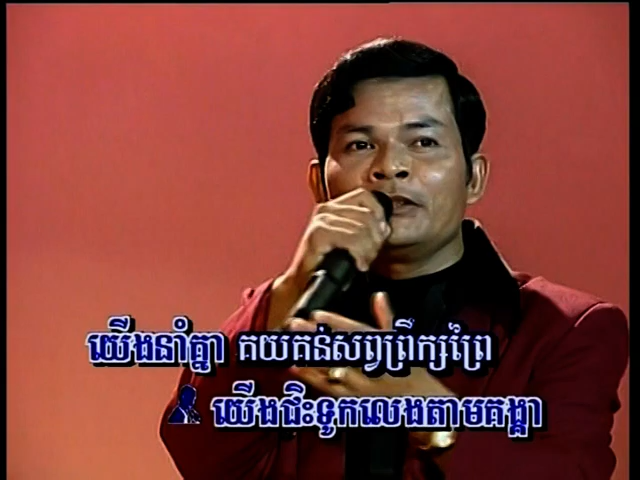 យើងនាំគ្នា គយគន់សព្វព្រឹក្សព្រៃ
យើងជិះទូកលេងតាមគង្គា